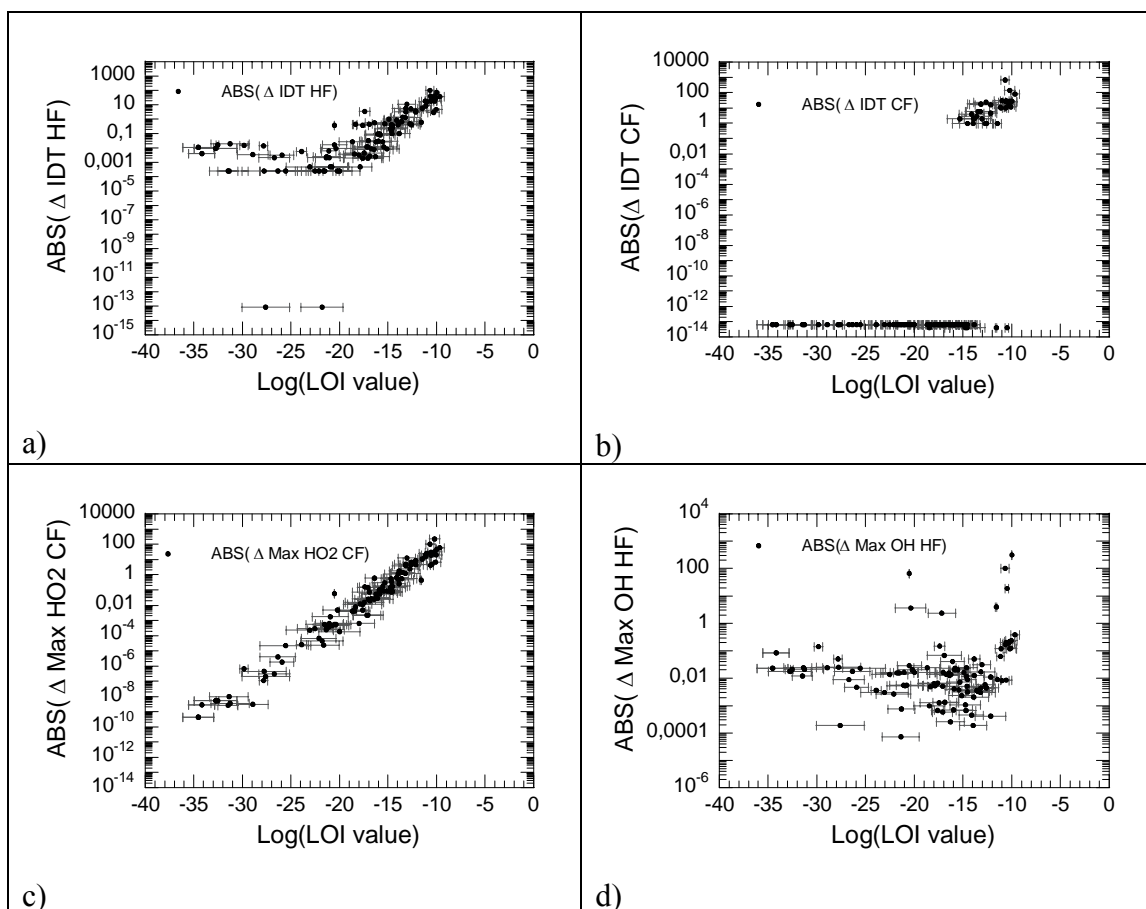 ABS( Δ IDT HF)
1000
10
0,1
0,001
10⁻⁵
10⁻⁷
10⁻⁹
10⁻¹¹
10⁻¹³
10⁻¹⁵
ABS( Δ IDT HF)
-40 -35 -30 -25 -20 -15 -10 -5 0
Log(LOI value)
a)
ABS(Δ IDT CF)
10000
100
1
0,01
10⁻⁴
10⁻⁶
10⁻⁸
10⁻¹⁰
10⁻¹²
10⁻¹⁴
ABS( Δ IDT CF)
-40 -35 -30 -25 -20 -15 -10 -5 0
Log(LOI value)
b)
ABS( Δ Max HO2 CF)
10000
100
1
0,01
10⁻⁴
10⁻⁶
10⁻⁸
10⁻¹⁰
10⁻¹²
10⁻¹⁴
ABS( Δ Max HO2 CF)
-40 -35 -30 -25 -20 -15 -10 -5 0
Log(LOI value)
c)
ABS( Δ Max OH HF)
10⁴
100
1
0,01
0,0001
10⁻⁶
ABS(Δ Max OH HF)
-40 -35 -30 -25 -20 -15 -10 -5 0
Log(LOI value)
d)